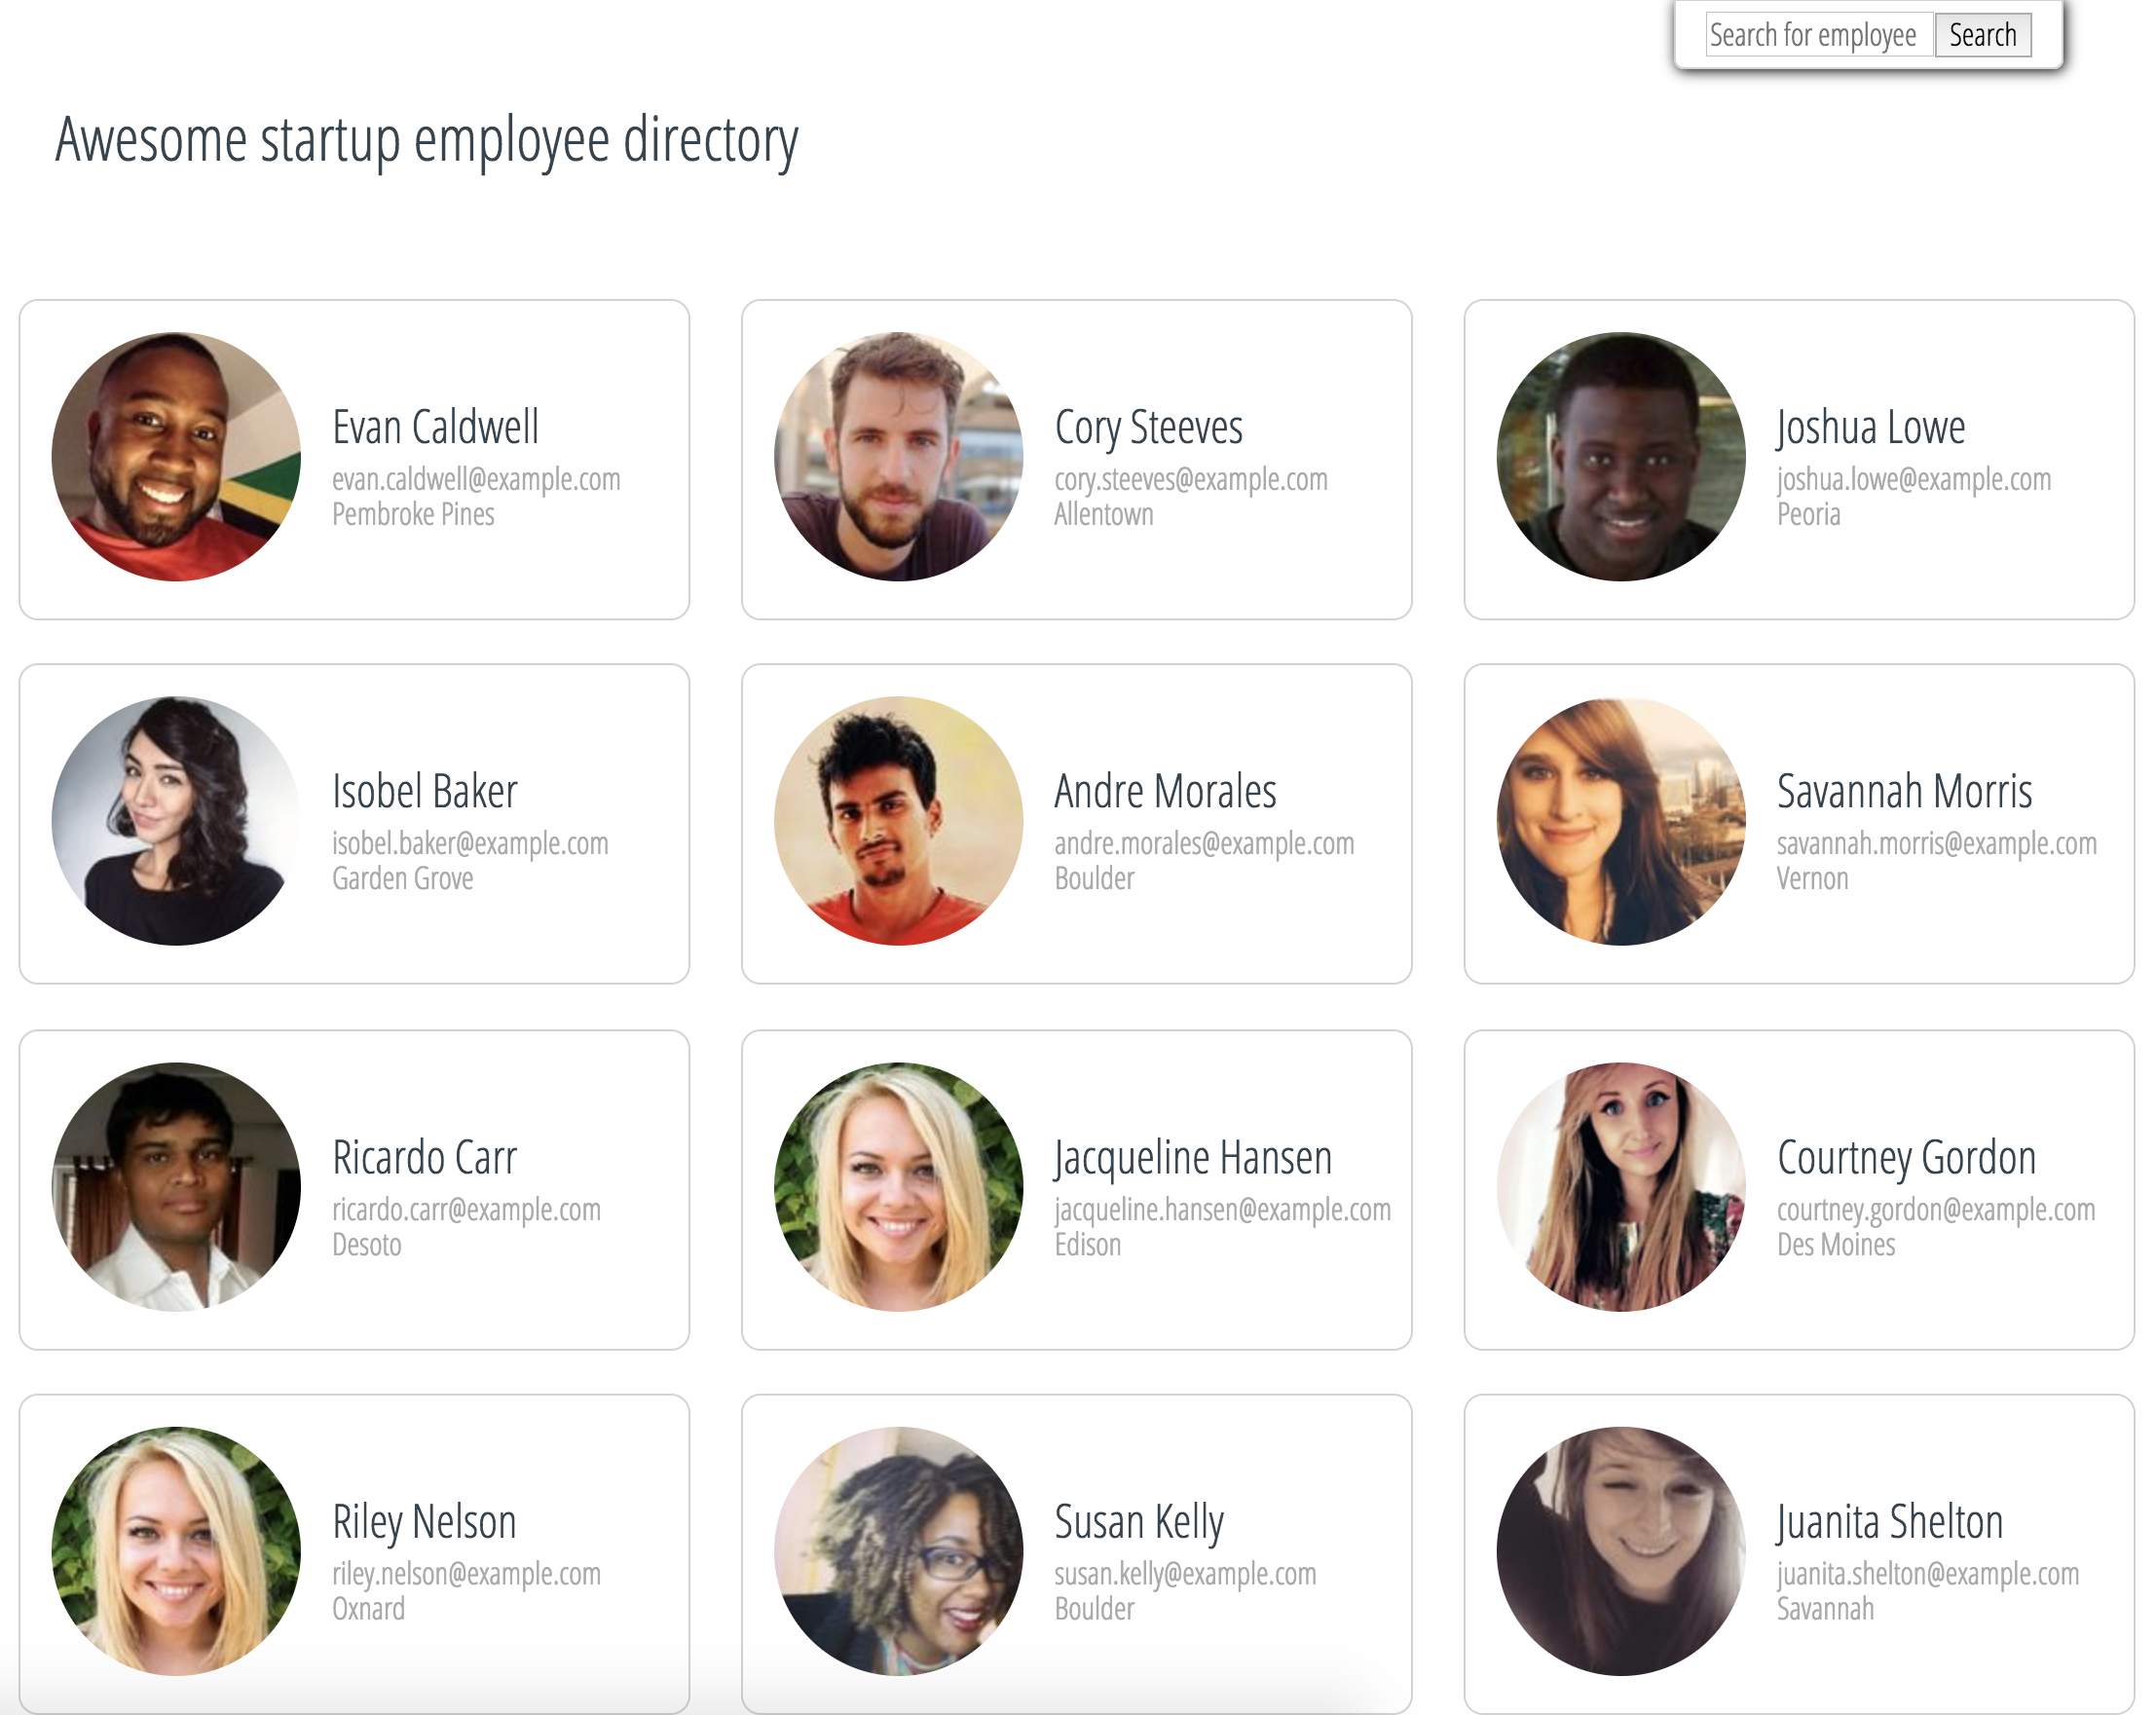 Search for employee Search
Awesome startup employee directory
Evan Caldwell
evan.caldwell@example.com
Pembroke Pines
Cory Steeves
cory.steeves@example.com
Allentown
Joshua Lowe
joshua.lowe@example.com
Peoria
Isobel Baker
isobel.baker@example.com
Garden Grove
Andre Morales
andre.morales@example.com
Boulder
Savannah Morris
savannah.morris@example.com
Vernon
Ricardo Carr
ricardo.carr@example.com
Desoto
Jacqueline Hansen
jacqueline.hansen@example.com
Edison
Courtney Gordon
courtney.gordon@example.com
Des Moines
Riley Nelson
riley.nelson@example.com
Oxnard
Susan Kelly
susan.kelly@example.com
Boulder
Juanita Shelton
juanita.shelton@example.com
Savannah